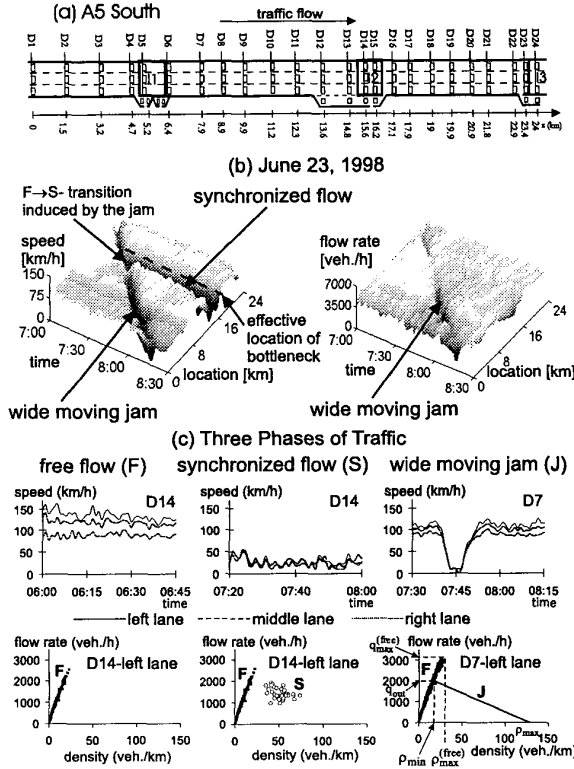 (a) A5 South
traffic flow
D1 D2 D3 D4 D5 D6 D7 D8 D9 D10 D11 D12 D13 D14 D15 D16 D17 D18 D19 D20 D21 D22 D23 D24
I1 I2 I3
0 1.5 3.2 4.7 5.2 6.4 7.9 8.9 10.2 11.2 12.3 13.6 14.8 15.6 16.2 17.1 17.9 19 19.9 20.9 21.8 22.9 23.4 24 x (km)
(b) June 23, 1998
F→S- transition
induced by the jam
synchronized flow
speed
[km/h]
150
75
0
7:00
7:30
8:00
8:30
time
0
8
16
24
location [km]
effective
location of
bottleneck
wide moving jam
flow rate
[veh./h]
7000
3500
0
7:00
7:30
8:00
8:30
time
0
8
16
24
location [km]
wide moving jam
(c) Three Phases of Traffic
free flow (F) synchronized flow (S) wide moving jam (J)
speed (km/h)
D14
150
100
50
0
06:00 06:15 06:30 06:45
time
speed (km/h)
D14
150
100
50
0
07:20 07:40 08:00
time
speed (km/h)
D7
150
100
50
0
07:30 07:45 08:00 08:15
time
left lane middle lane right lane
flow rate (veh./h)
D14-left lane
F
3000
2000
1000
0
0 50 100 150
density (veh./km)
flow rate (veh./h)
D14-left lane
F
S
3000
2000
1000
0
0 50 100 150
density (veh./km)
q max (free) flow rate (veh./h)
D7-left lane
F
J
q out
3000
2000
1000
0
0 50 100 150
ρ max
ρ min ρ max (free) density (veh./km)